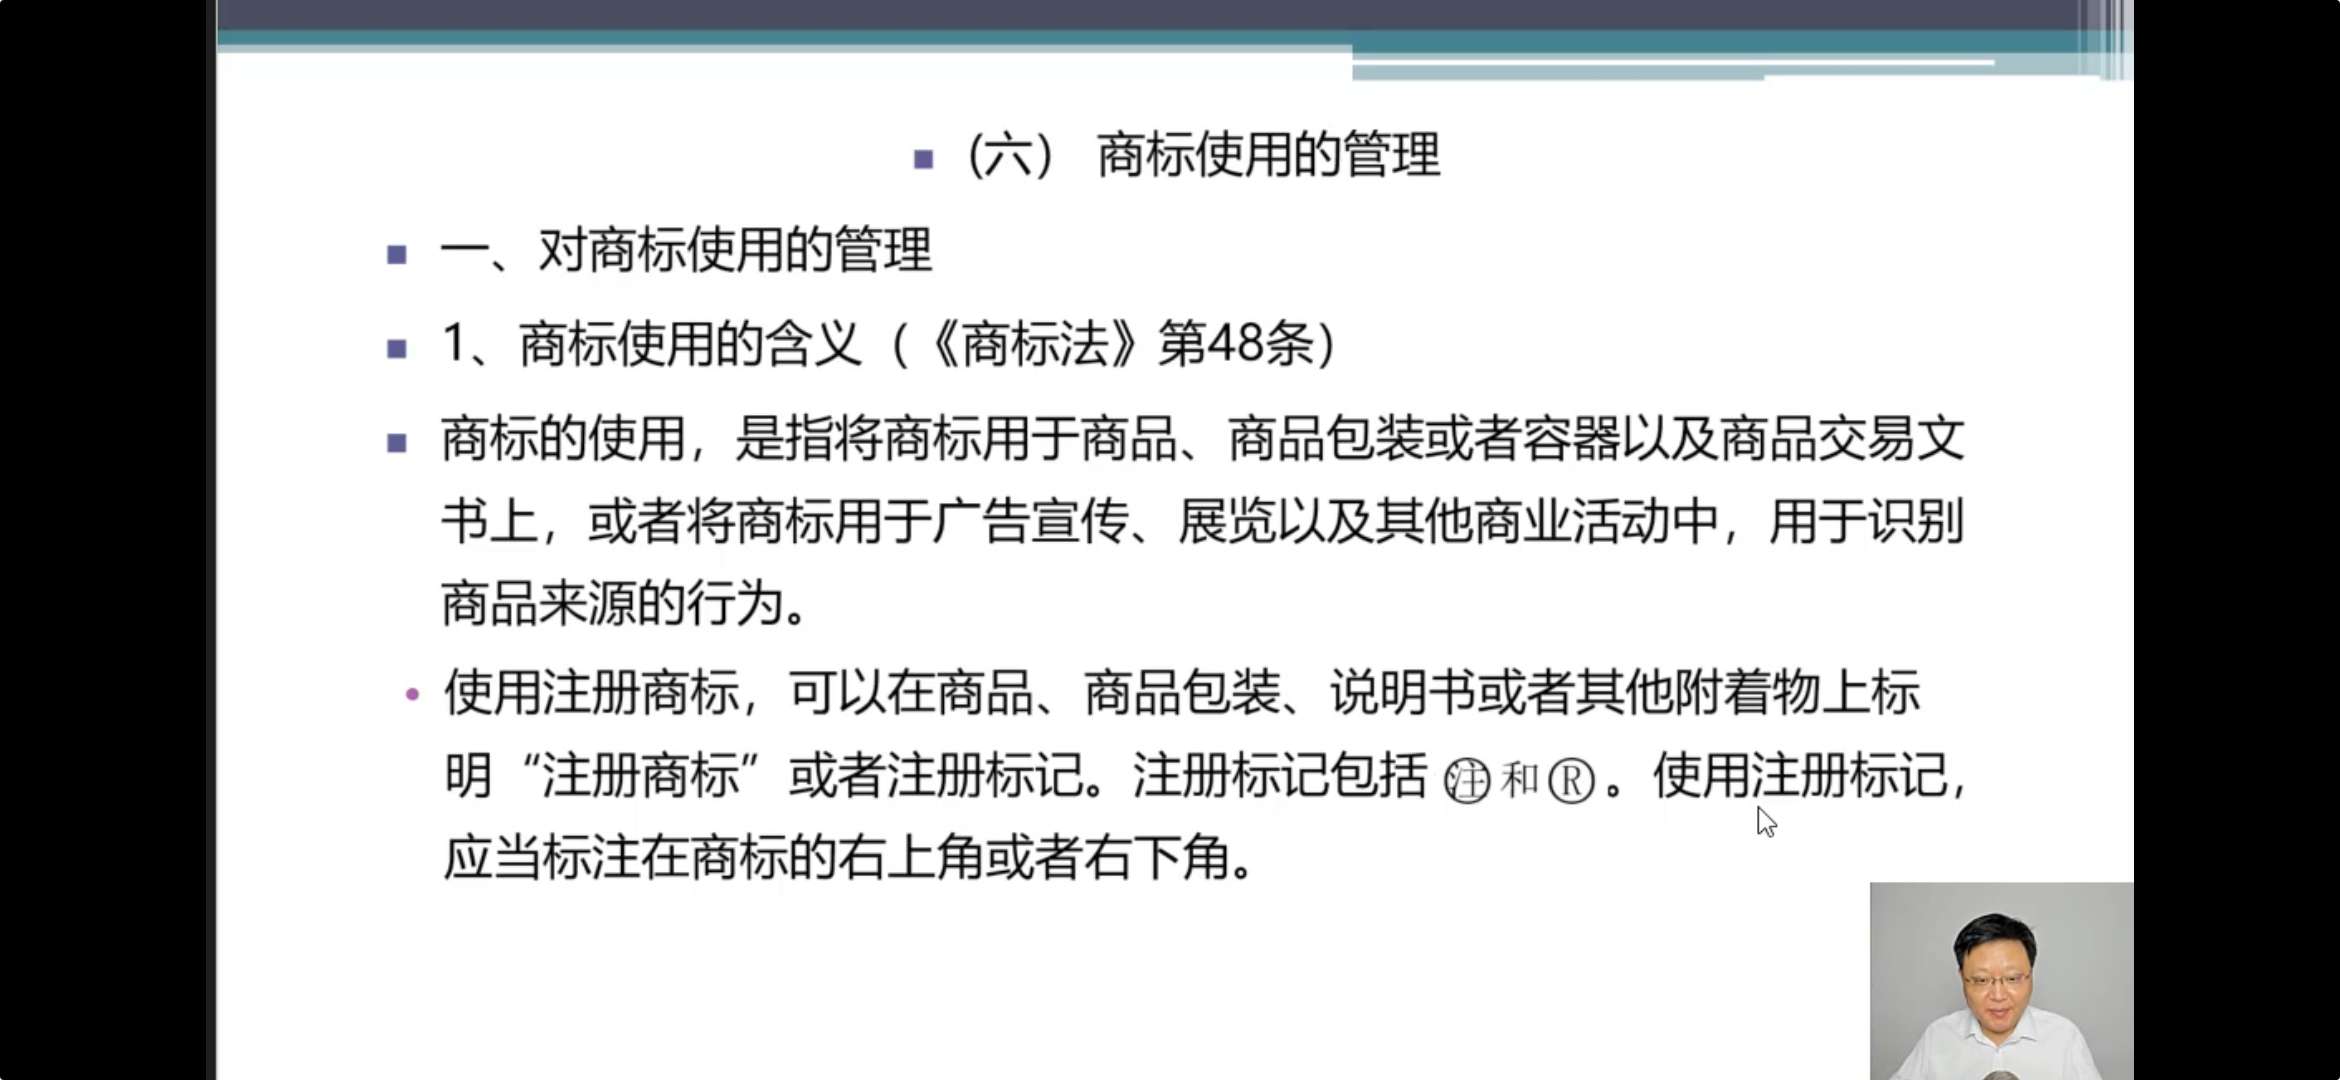 (六） 商标使用的管理
一、对商标使用的管理
1、商标使用的含义（《商标法》第48条）
商标的使用，是指将商标用于商品、商品包装或者容器以及商品交易文
书上，或者将商标用于广告宣传、展览以及其他商业活动中，用于识别
商品来源的行为。
使用注册商标，可以在商品、商品包装、说明书或者其他附着物上标
明“注册商标”或者注册标记。注册标记包括 ㊟ 和 Ⓡ 。使用注册标记，
应当标注在商标的右上角或者右下角。